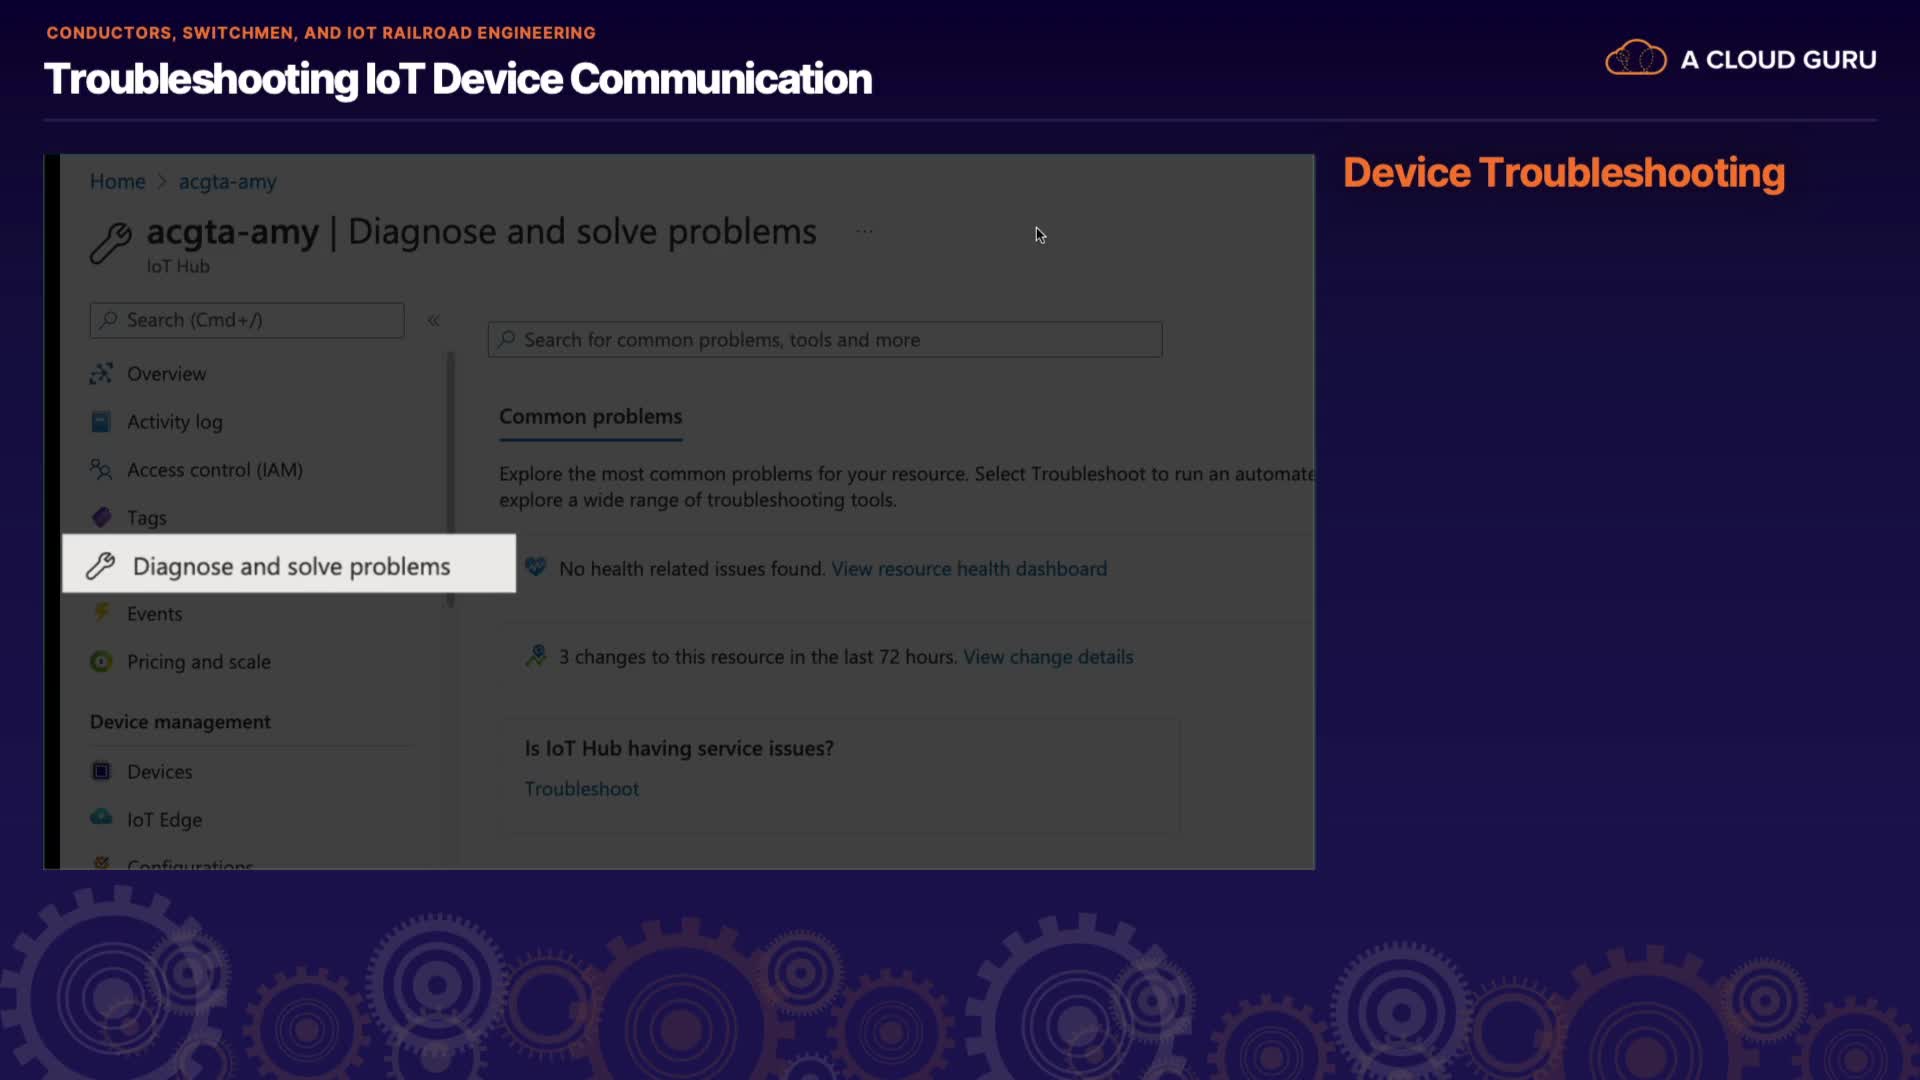 CONDUCTORS, SWITCHMEN, AND IOT RAILROAD ENGINEERING
Troubleshooting IoT Device Communication
A CLOUD GURU
Device Troubleshooting
Home > acgta-amy
acgta-amy | Diagnose and solve problems ...
IoT Hub
Search (Cmd+/)
«
Overview
Activity log
Access control (IAM)
Tags
Diagnose and solve problems
Events
Pricing and scale
Device management
Devices
IoT Edge
Configurations
Search for common problems, tools and more
Common problems
Explore the most common problems for your resource. Select Troubleshoot to run an automate
explore a wide range of troubleshooting tools.
No health related issues found. View resource health dashboard
3 changes to this resource in the last 72 hours. View change details
Is IoT Hub having service issues?
Troubleshoot